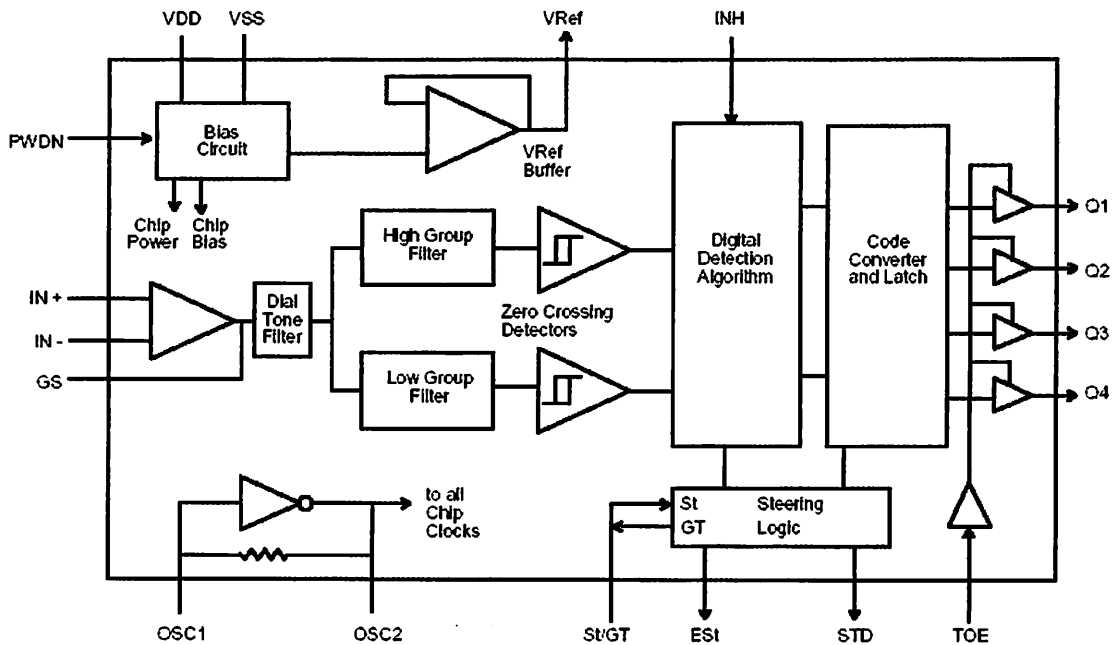 VDD
VSS
VRef
INH
PWDN
Bias
Circuit
VRef
Buffer
Chip
Power
Chip
Bias
High Group
Filter
Digital
Detection
Algorithm
Code
Converter
and Latch
Q1
Q2
Q3
Q4
IN +
IN -
GS
Dial
Tone
Filter
Zero Crossing
Detectors
Low Group
Filter
to all
Chip
Clocks
St
Steering
GT
Logic
OSC1
OSC2
St/GT
ESt
STD
TOE